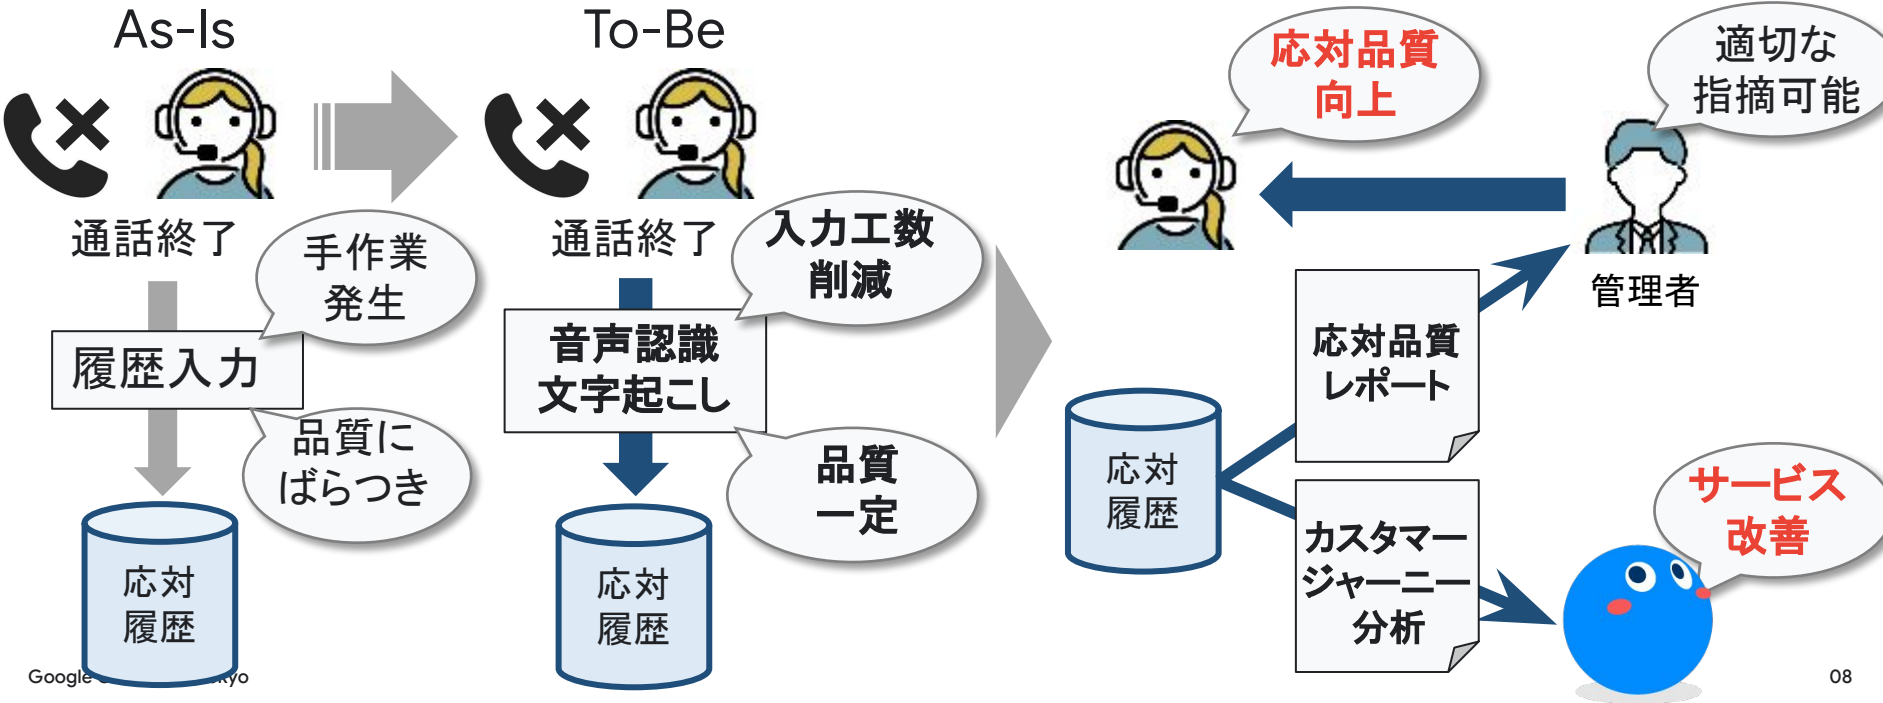 As-Is
通話終了
手作業
発生
履歴入力
品質に
ばらつき
応対
履歴
To-Be
通話終了
入力工数
削減
音声認識
文字起こし
品質
一定
応対
履歴
応対品質
向上
適切な
指摘可能
管理者
応対品質
レポート
応対
履歴
カスタマー
ジャーニー
分析
サービス
改善
Google
08